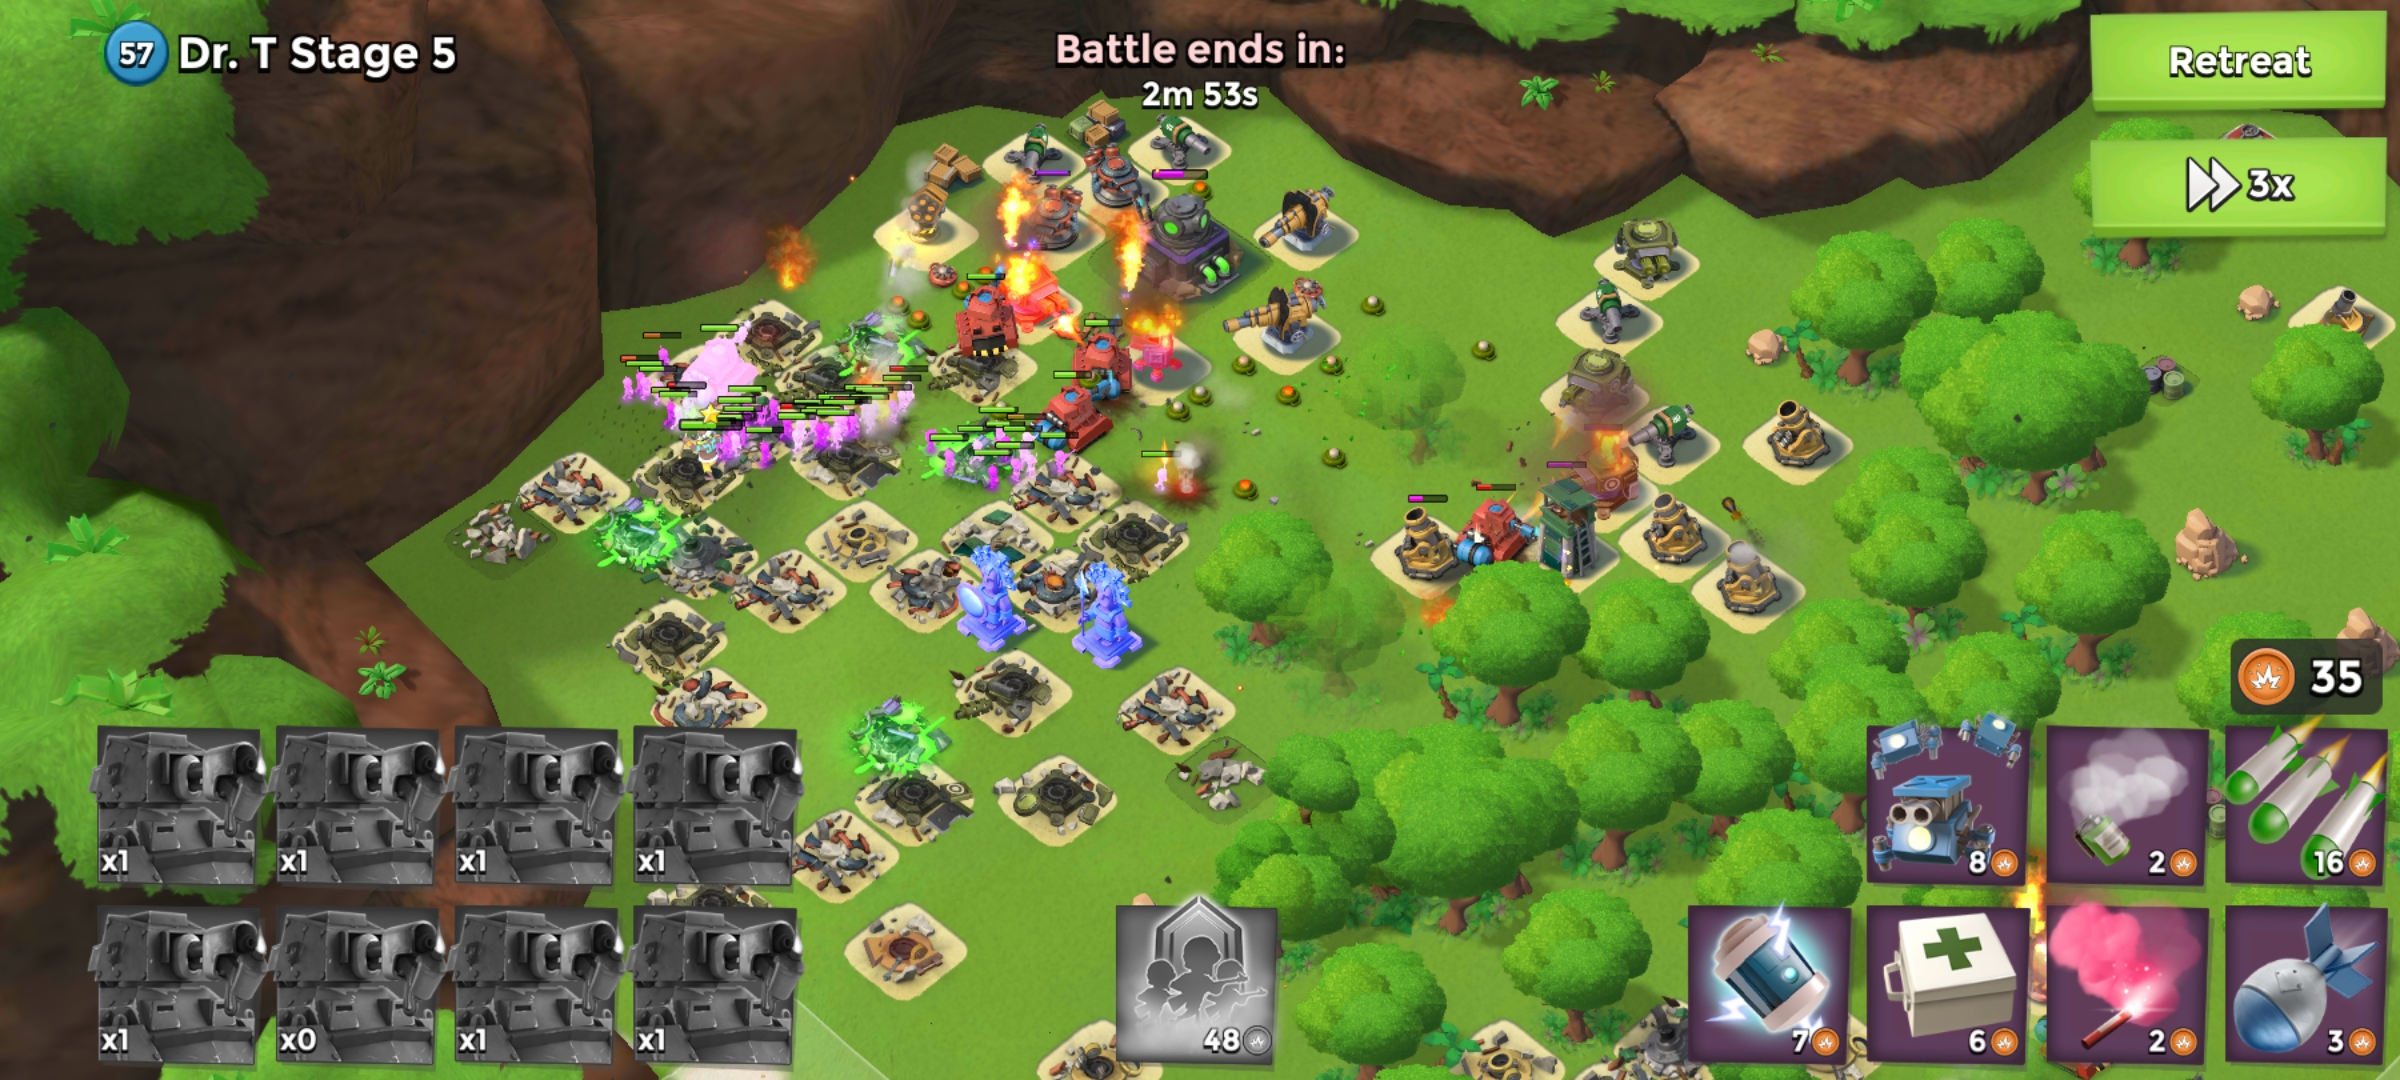 57 Dr. T Stage 5
Battle ends in:
2m 53s
Retreat
3x
35
8
2
16
x1
x1
x1
x1
x1
x0
x1
x1
48
7
6
2
3